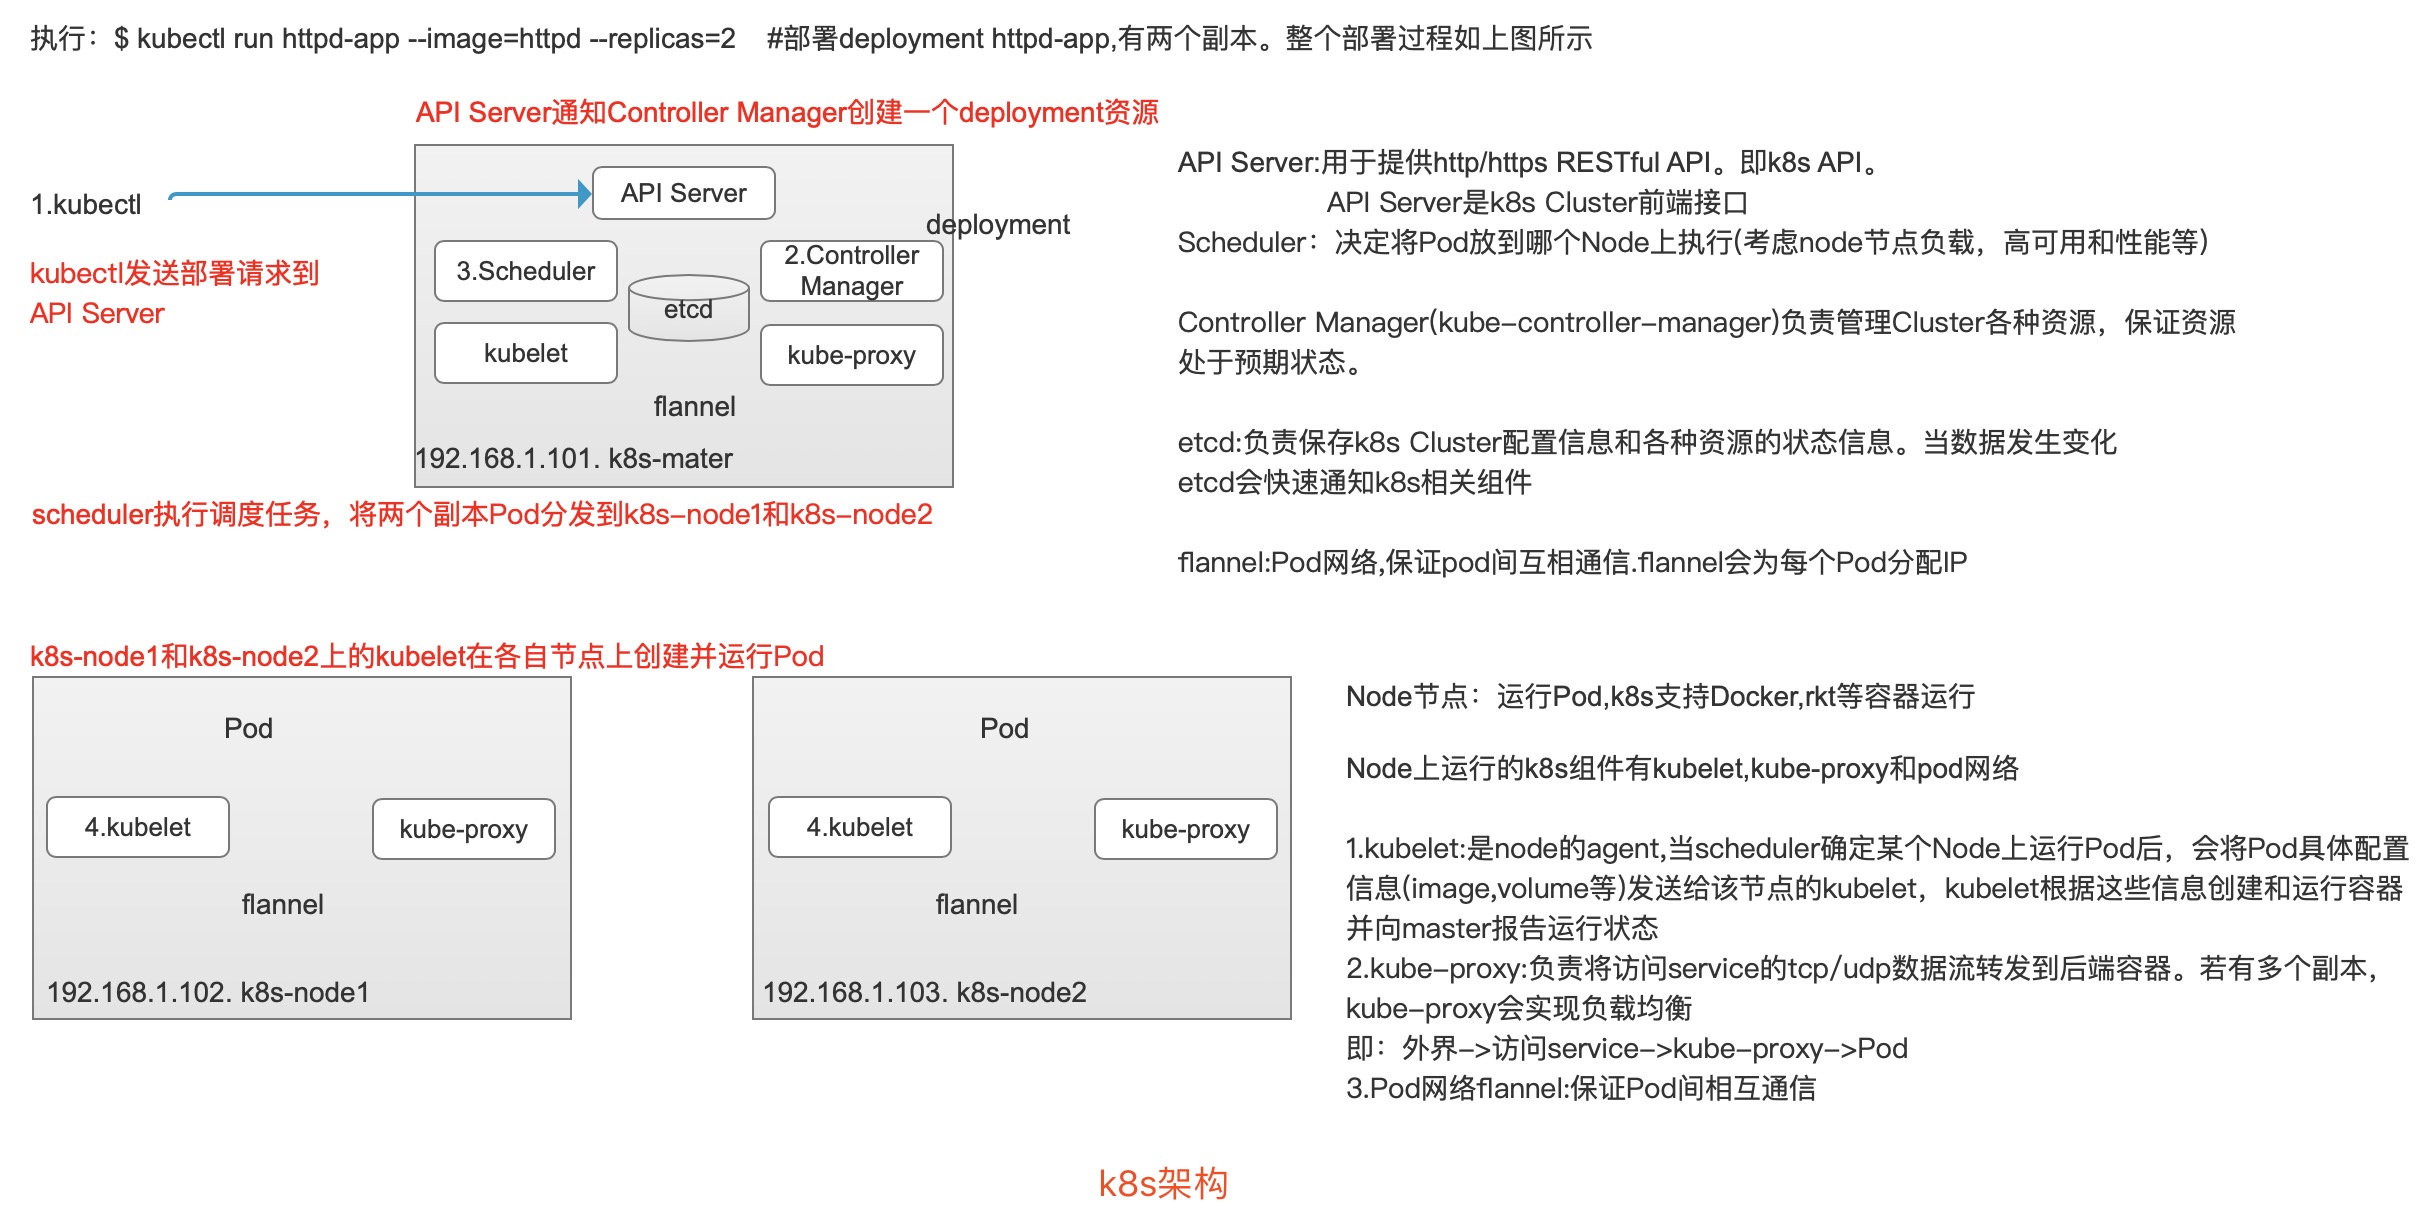 执行：$ kubectl run httpd-app --image=httpd --replicas=2    #部署deployment httpd-app,有两个副本。整个部署过程如上图所示
API Server通知Controller Manager创建一个deployment资源
1.kubectl
kubectl发送部署请求到
API Server
API Server
deployment
3.Scheduler
2.Controller
Manager
etcd
kubelet
kube-proxy
flannel
192.168.1.101. k8s-mater
scheduler执行调度任务，将两个副本Pod分发到k8s-node1和k8s-node2
API Server:用于提供http/https RESTful API。即k8s API。
API Server是k8s Cluster前端接口
Scheduler：决定将Pod放到哪个Node上执行(考虑node节点负载，高可用和性能等)
Controller Manager(kube-controller-manager)负责管理Cluster各种资源，保证资源
处于预期状态。
etcd:负责保存k8s Cluster配置信息和各种资源的状态信息。当数据发生变化
etcd会快速通知k8s相关组件
flannel:Pod网络,保证pod间互相通信.flannel会为每个Pod分配IP
k8s-node1和k8s-node2上的kubelet在各自节点上创建并运行Pod
Pod
4.kubelet
kube-proxy
flannel
192.168.1.102. k8s-node1
Pod
4.kubelet
kube-proxy
flannel
192.168.1.103. k8s-node2
Node节点：运行Pod,k8s支持Docker,rkt等容器运行
Node上运行的k8s组件有kubelet,kube-proxy和pod网络
1.kubelet:是node的agent,当scheduler确定某个Node上运行Pod后，会将Pod具体配置
信息(image,volume等)发送给该节点的kubelet，kubelet根据这些信息创建和运行容器
并向master报告运行状态
2.kube-proxy:负责将访问service的tcp/udp数据流转发到后端容器。若有多个副本，
kube-proxy会实现负载均衡
即：外界->访问service->kube-proxy->Pod
3.Pod网络flannel:保证Pod间相互通信
k8s架构